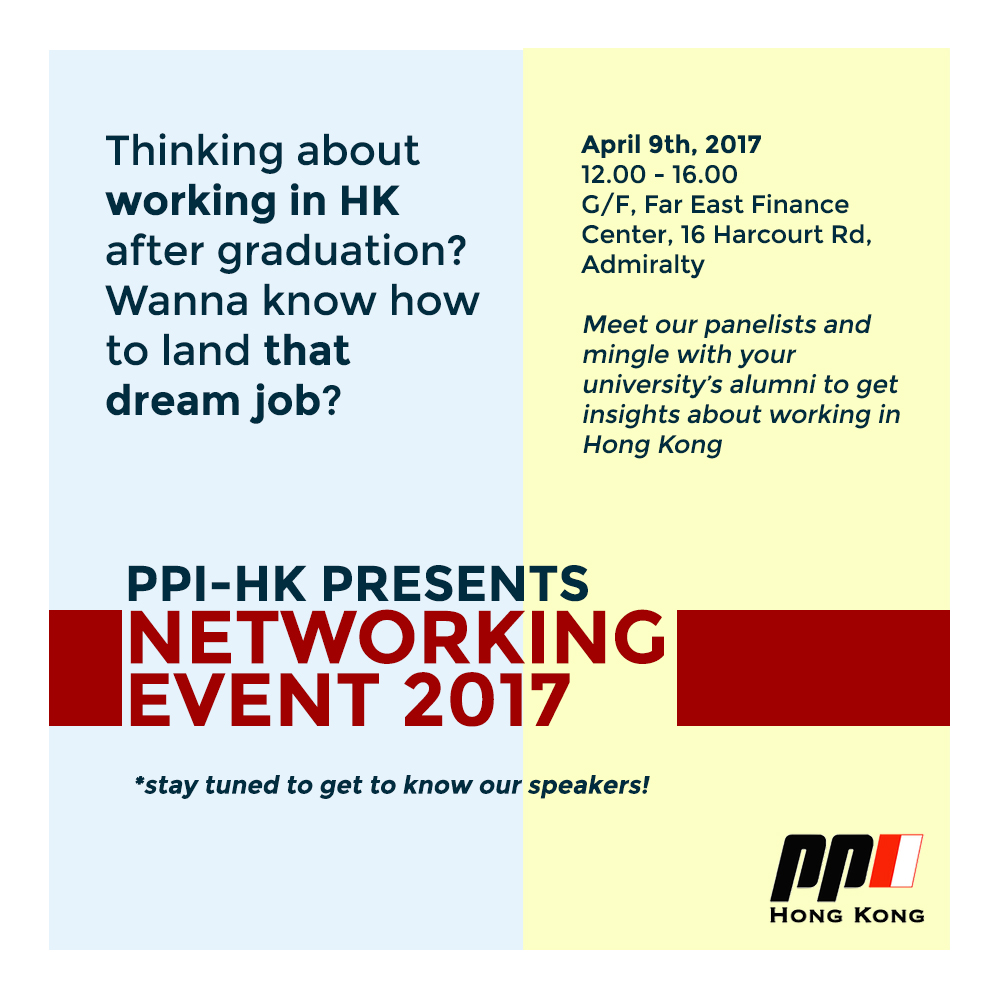 Thinking about
working in HK
after graduation?
Wanna know how
to land that
dream job?
April 9th, 2017
12.00 - 16.00
G/F, Far East Finance
Center, 16 Harcourt Rd,
Admiralty
Meet our panelists and
mingle with your
university’s alumni to get
insights about working in
Hong Kong
PPI-HK PRESENTS
NETWORKING
EVENT 2017
*stay tuned to get to know our speakers!
PPI
HONG KONG